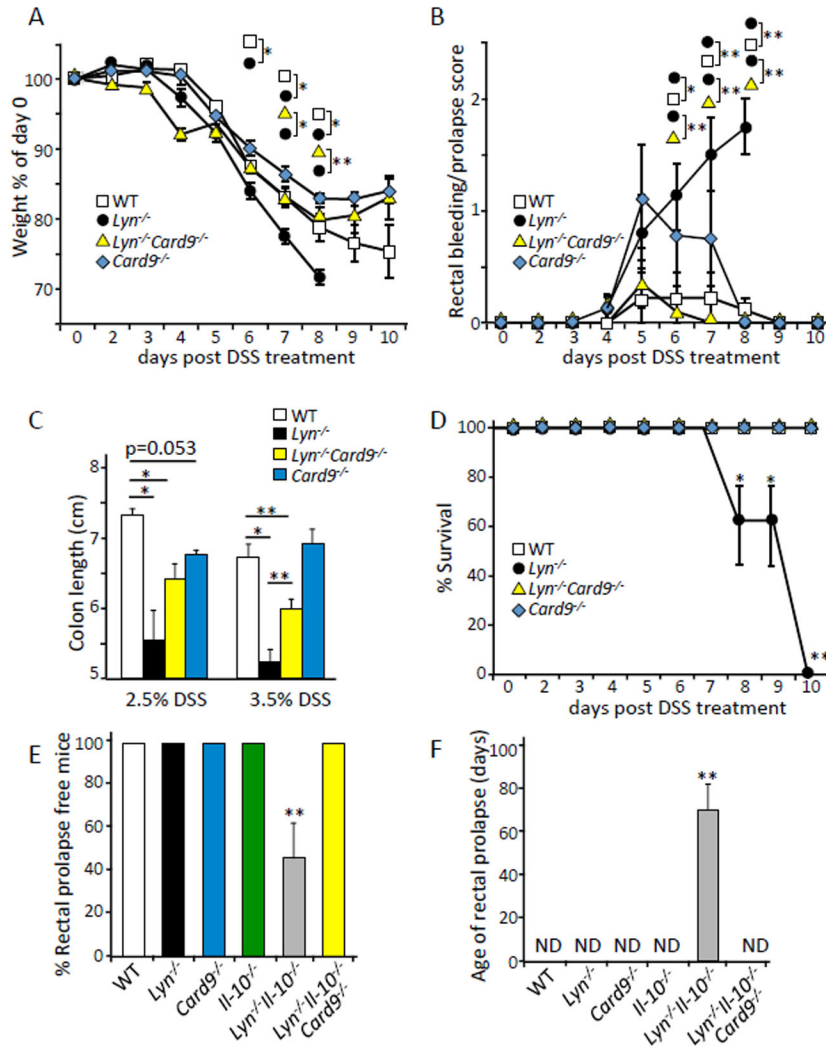 A
Weight % of day 0
100
90
80
70
WT
Lyn-/-
Lyn-/-Card9-/-
Card9-/-
*
*
*
*
**
0 2 3 4 5 6 7 8 9 10
days post DSS treatment
B
Rectal bleeding/prolapse score
2
1
0
WT
Lyn-/-
Lyn-/-Card9-/-
Card9-/-
*
**
**
**
**
**
0 2 3 4 5 6 7 8 9 10
days post DSS treatment
C
WT
Lyn-/-
Lyn-/-Card9-/-
Card9-/-
p=0.053
*
*
**
*
**
Colon length (cm)
8
7
6
5
2.5% DSS 3.5% DSS
D
% Survival
100
80
60
40
20
0
WT
Lyn-/-
Lyn-/-Card9-/-
Card9-/-
* *
**
0 2 3 4 5 6 7 8 9 10
days post DSS treatment
E
% Rectal prolapse free mice
100
80
60
40
20
0
**
WT
Lyn-/-
Card9-/-
Il-10-/-
Lyn-/-Il-10-/-
Lyn-/-Il-10-/-
Card9-/-
F
Age of rectal prolapse (days)
100
80
60
40
20
0
**
ND ND ND ND ND
WT
Lyn-/-
Card9-/-
Il-10-/-
Lyn-/-Il-10-/-
Lyn-/-Il-10-/-
Card9-/-